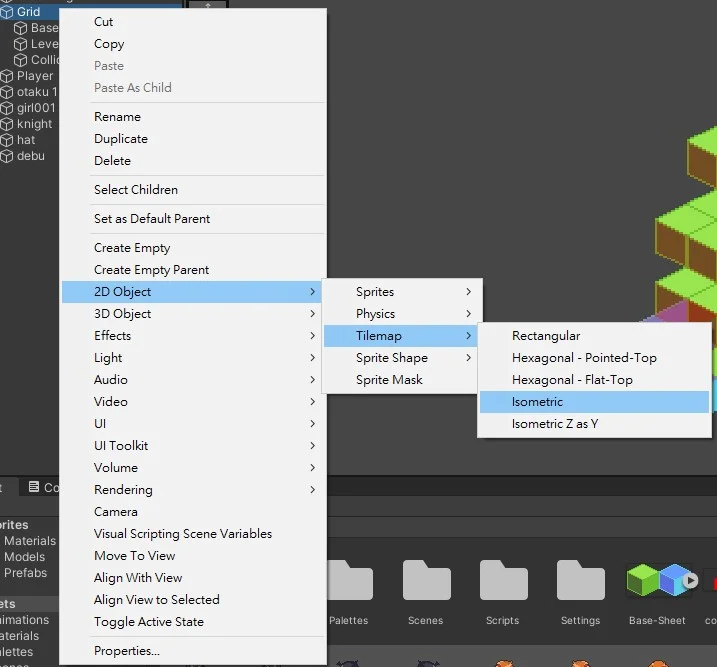 Grid
Base
Leve
Collic
Player
otaku 1
girl001
knight
hat
debu
Cut
Copy
Paste
Paste As Child
Rename
Duplicate
Delete
Select Children
Set as Default Parent
Create Empty
Create Empty Parent
2D Object
3D Object
Effects
Light
Audio
Video
UI
UI Toolkit
Volume
Rendering
Camera
Visual Scripting Scene Variables
Move To View
Align With View
Align View to Selected
Toggle Active State
Properties...
Sprites
Physics
Tilemap
Sprite Shape
Sprite Mask
Rectangular
Hexagonal - Pointed-Top
Hexagonal - Flat-Top
Isometric
Isometric Z as Y
t
Co
orites
Materials
Models
Prefabs
ets
nimations
aterials
lettes
Palettes
Scenes
Scripts
Settings
Base-Sheet
co